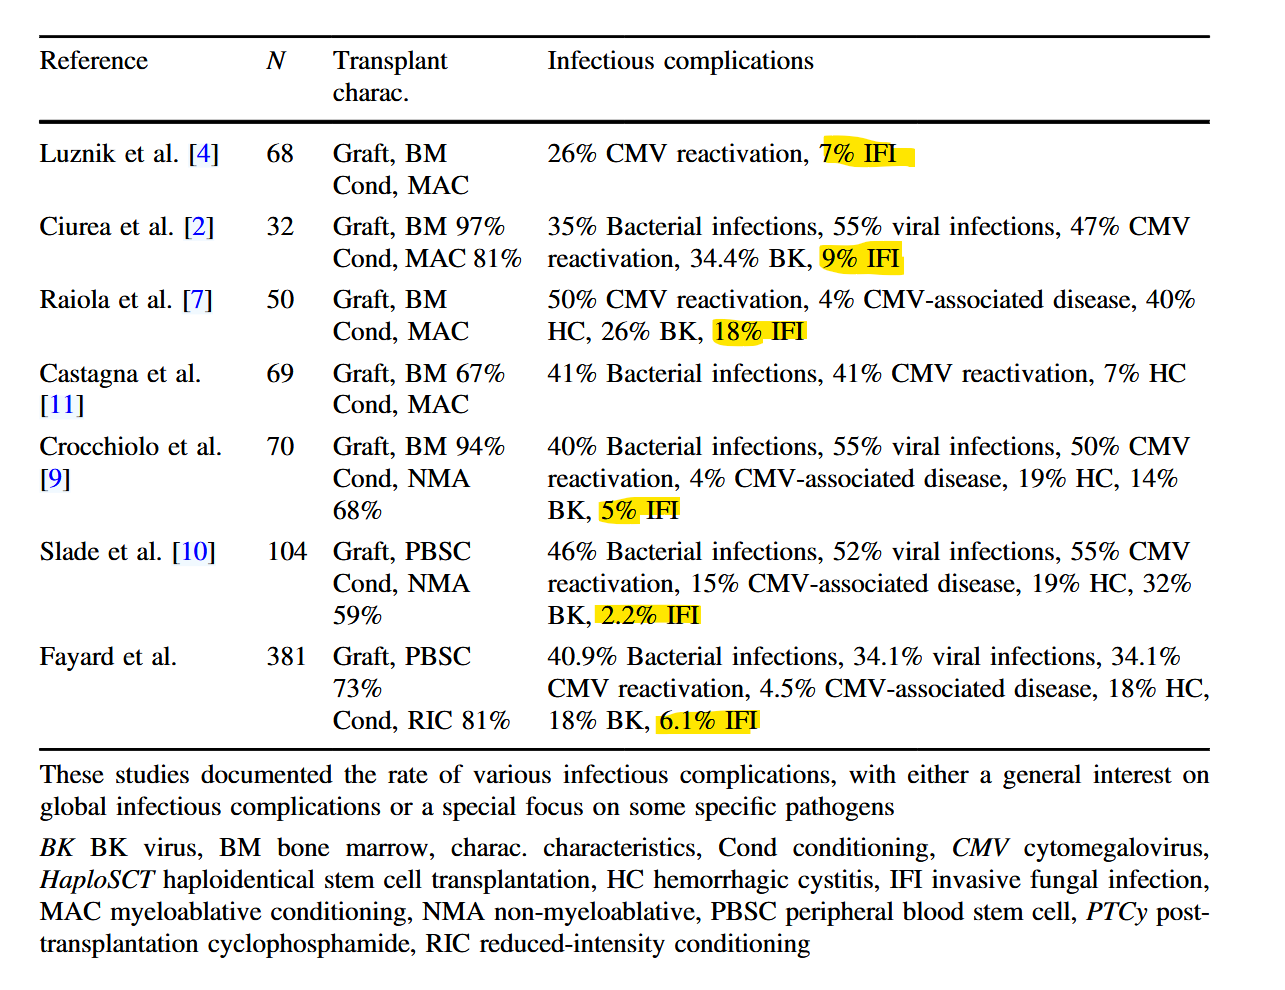 Reference N Transplant charac. Infectious complications
Luznik et al. [4] 68 Graft, BM 26% CMV reactivation, 7% IFI
Cond, MAC
Ciurea et al. [2] 32 Graft, BM 97% 35% Bacterial infections, 55% viral infections, 47% CMV
Cond, MAC 81% reactivation, 34.4% BK, 9% IFI
Raiola et al. [7] 50 Graft, BM 50% CMV reactivation, 4% CMV-associated disease, 40%
Cond, MAC HC, 26% BK, 18% IFI
Castagna et al. 69 Graft, BM 67% 41% Bacterial infections, 41% CMV reactivation, 7% HC
[11] Cond, MAC
Crocchiolo et al. 70 Graft, BM 94% 40% Bacterial infections, 55% viral infections, 50% CMV
[9] Cond, NMA reactivation, 4% CMV-associated disease, 19% HC, 14%
68% BK, 5% IFI
Slade et al. [10] 104 Graft, PBSC 46% Bacterial infections, 52% viral infections, 55% CMV
Cond, NMA reactivation, 15% CMV-associated disease, 19% HC, 32%
59% BK, 2.2% IFI
Fayard et al. 381 Graft, PBSC 40.9% Bacterial infections, 34.1% viral infections, 34.1%
73% CMV reactivation, 4.5% CMV-associated disease, 18% HC,
Cond, RIC 81% 18% BK, 6.1% IFI
These studies documented the rate of various infectious complications, with either a general interest on
global infectious complications or a special focus on some specific pathogens
BK BK virus, BM bone marrow, charac. characteristics, Cond conditioning, CMV cytomegalovirus,
HaploSCT haploidentical stem cell transplantation, HC hemorrhagic cystitis, IFI invasive fungal infection,
MAC myeloablative conditioning, NMA non-myeloablative, PBSC peripheral blood stem cell, PTCy post-
transplantation cyclophosphamide, RIC reduced-intensity conditioning